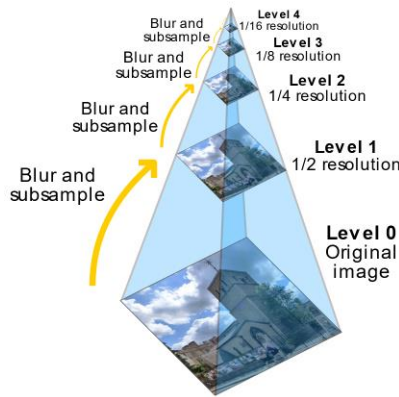 Blur and
subsample
Level 4
1/16 resolution
Blur and
subsample
Level 3
1/8 resolution
Blur and
subsample
Level 2
1/4 resolution
Blur and
subsample
Level 1
1/2 resolution
Level 0
Original
image